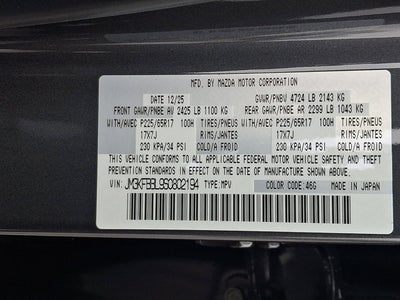 MFD. BY MAZDA MOTOR CORPORATION
DATE 12/25 GVWR/PNBV 4724 LB 2143 KG
FRONT GAWR/PNBE AV 2425 LB 1100 KG REAR GAWR/PNBE AR 2299 LB 1043 KG
WITH/AVEC P225/65R17 100H TIRES/PNEUS WITH/AVEC P225/65R17 100H TIRES/PNEUS
17X7J RIMS/JANTES 17X7J RIMS/JANTES
230 KPA/34 PSI COLD/A FROID 230 KPA/34 PSI COLD/A FROID
THIS VEHICLE CONFORMS TO ALL APPLICABLE FEDERAL MOTOR VEHICLE SAFETY AND THEFT
PREVENTION STANDARDS IN EFFECT ON THE DATE OF MANUFACTURE SHOWN ABOVE.
VIN: TYPE:MPV COLOR CODE: 46G MADE IN JAPAN